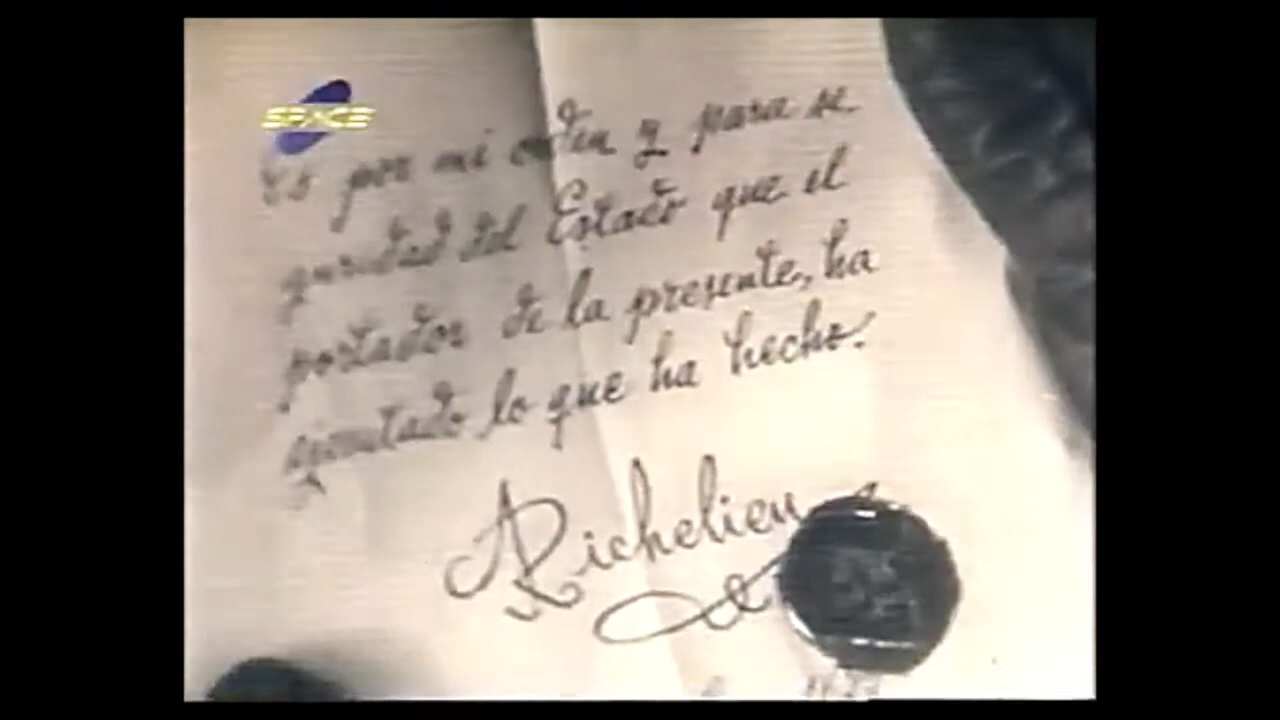 SPACE
Es por mi orden y para se
guridad del Estado que el
portador de la presente, ha
ejecutado lo que ha hecho.
Richelieu